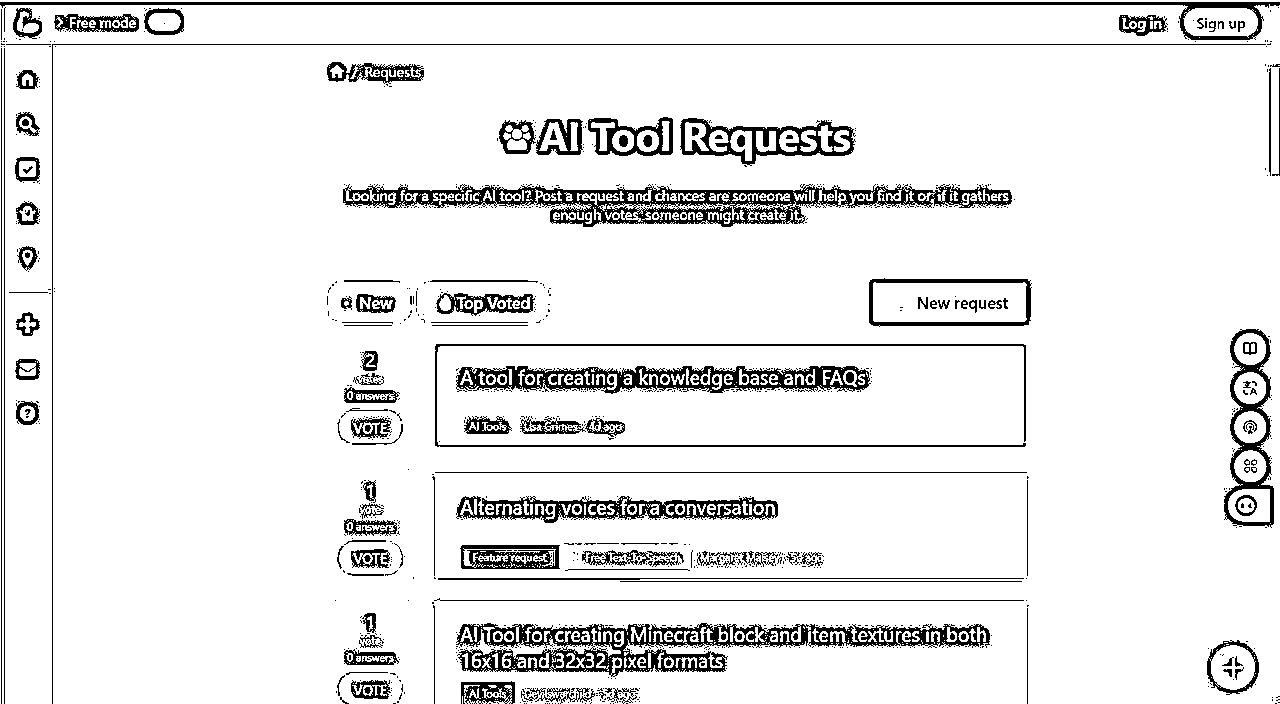 Free mode
Log in
Sign up
// Requests
AI Tool Requests
Looking for a specific AI tool? Post a request and chances are someone will help you find it or, if it gathers
enough votes, someone might create it.
New
Top Voted
New request
2
votes
0 answers
VOTE
A tool for creating a knowledge base and FAQs
AI Tools
Lisa Grimes · 4d ago
1
vote
0 answers
VOTE
Alternating voices for a conversation
Feature request
Free Text-To-Speech
1
vote
0 answers
VOTE
AI Tool for creating Minecraft block and item textures in both
16x16 and 32x32 pixel formats
AI Tools